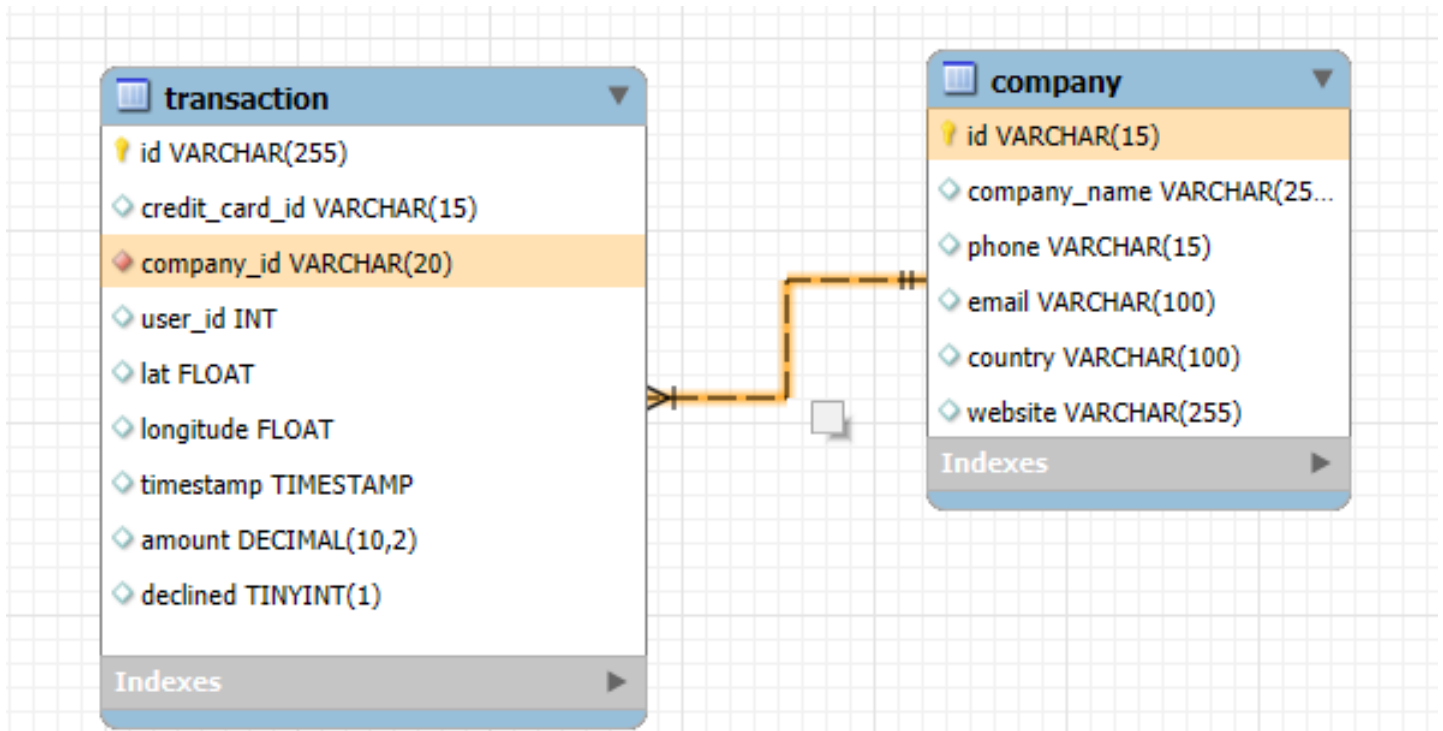 transaction
id VARCHAR(255)
credit_card_id VARCHAR(15)
company_id VARCHAR(20)
user_id INT
lat FLOAT
longitude FLOAT
timestamp TIMESTAMP
amount DECIMAL(10,2)
declined TINYINT(1)
Indexes
company
id VARCHAR(15)
company_name VARCHAR(25...
phone VARCHAR(15)
email VARCHAR(100)
country VARCHAR(100)
website VARCHAR(255)
Indexes